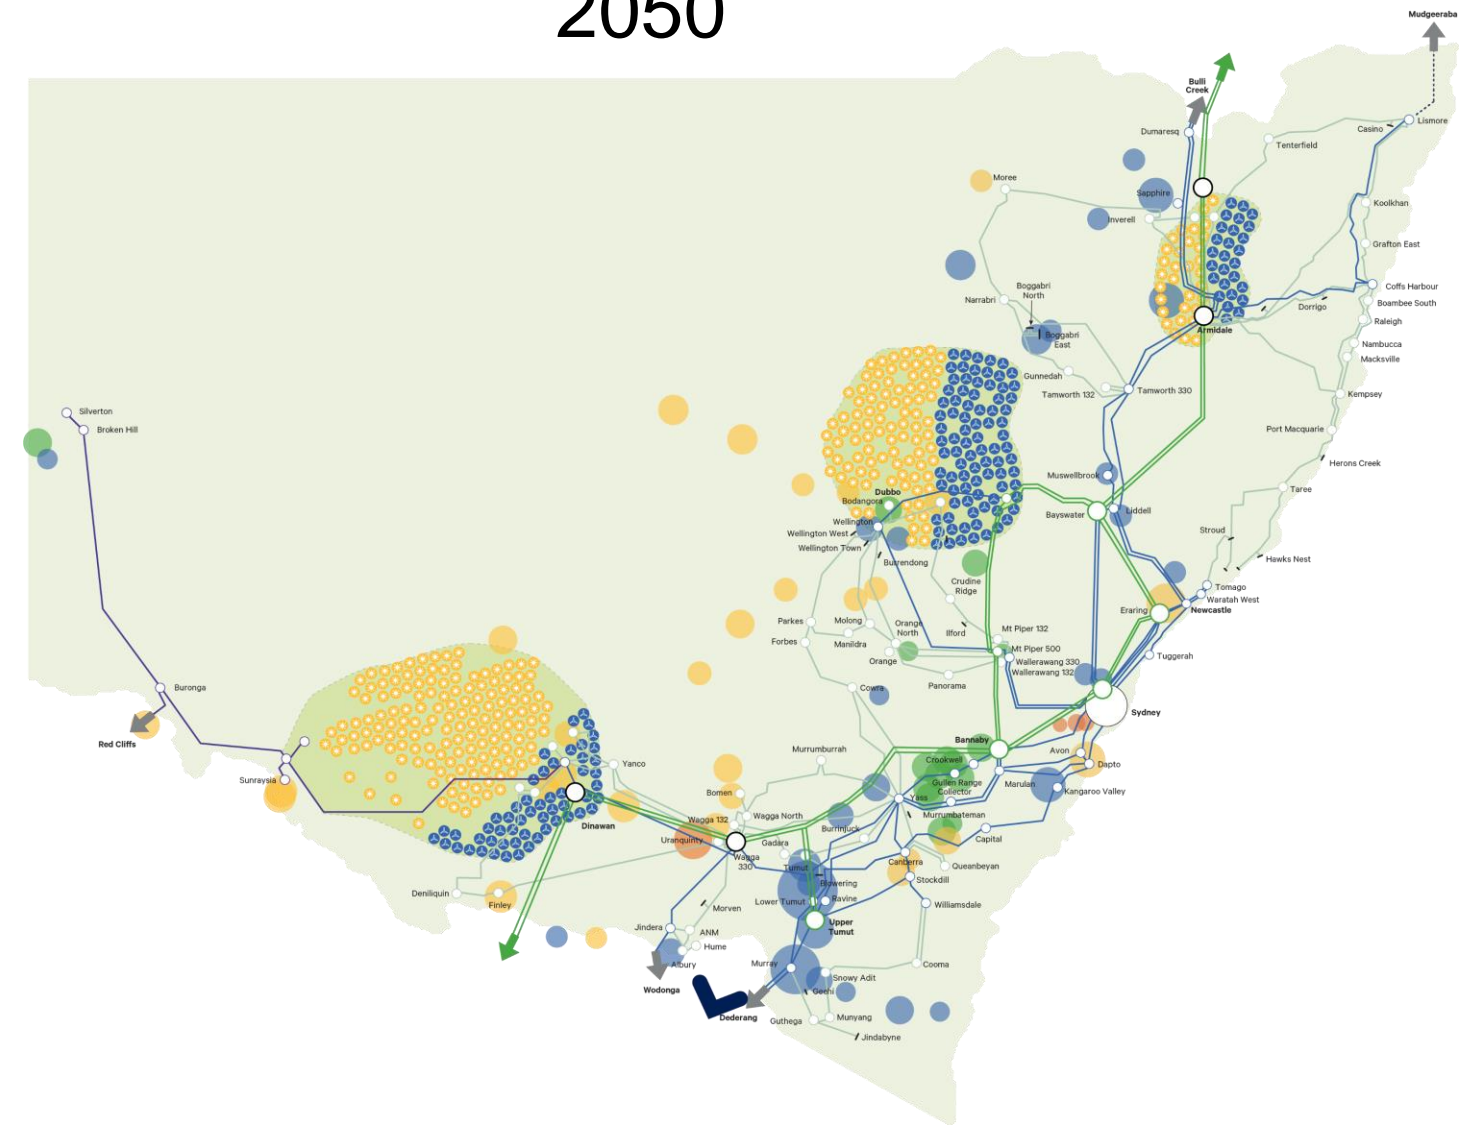 2050
Mudgeeraba
Bulli
Creek
Dumaresq
Casino
Lismore
Tenterfield
Moree
Sapphire
Inverell
Koolkhan
Grafton East
Boggabri
North
Narrabri
Coffs Harbour
Boambee South
Dorrigo
Raleigh
Armidale
Boggabri
East
Nambucca
Macksville
Gunnedah
Tamworth 132
Tamworth 330
Kempsey
Silverton
Broken Hill
Port Macquarie
Herons Creek
Muswellbrook
Taree
Dubbo
Bodangora
Bayswater
Liddell
Wellington
Wellington West
Wellington Town
Stroud
Burrendong
Hawks Nest
Crudine
Ridge
Tomago
Waratah West
Newcastle
Eraring
Parkes
Molong
Orange
North
Ilford
Mt Piper 132
Forbes
Manildra
Mt Piper 500
Orange
Wallerawang 330
Wallerawang 132
Tuggerah
Panorama
Buronga
Cowra
Sydney
Red Cliffs
Bannaby
Murrumburrah
Avon
Dapto
Crookwell
Yanco
Sunraysia
Gullen Range
Collector
Marulan
Kangaroo Valley
Bomen
Yass
Wagga North
Wagga 132
Murrumbateman
Dinawan
Burrinjuck
Uranquinty
Gadara
Capital
Wagga
330
Canberra
Queanbeyan
Tumut
Stockdill
Blowering
Deniliquin
Finley
Lower Tumut
Ravine
Williamsdale
Morven
Upper
Tumut
Jindera
ANM
Hume
Albury
Murray
Cooma
Snowy Adit
Wodonga
Geehi
Dederang
Guthega
Munyang
Jindabyne